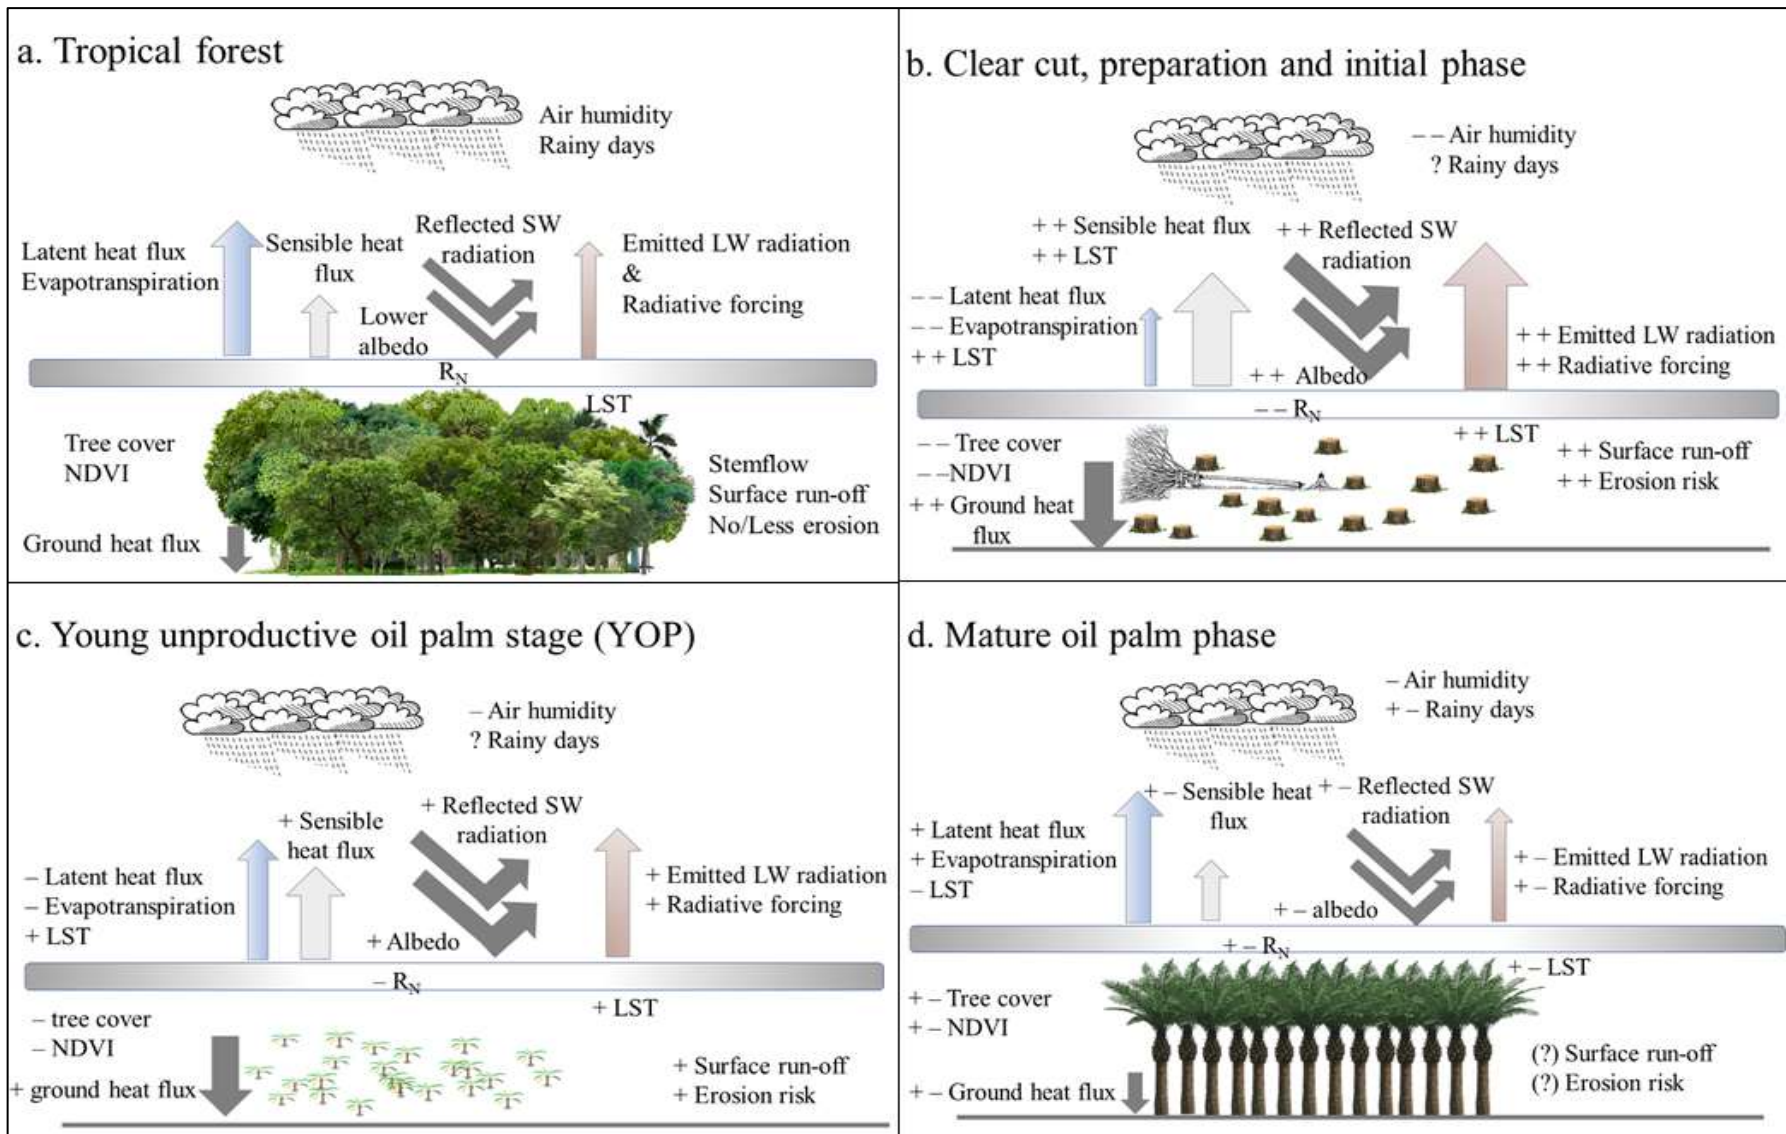 a. Tropical forest
Air humidity
Rainy days
Latent heat flux
Evapotranspiration
Sensible heat
flux
Reflected SW
radiation
Lower
albedo
Emitted LW radiation
&
Radiative forcing
R_N
LST
Tree cover
NDVI
Stemflow
Surface run-off
No/Less erosion
Ground heat flux
b. Clear cut, preparation and initial phase
– – Air humidity
? Rainy days
+ + Sensible heat flux
+ + LST
+ + Reflected SW
radiation
– – Latent heat flux
– – Evapotranspiration
+ + LST
+ + Albedo
+ + Emitted LW radiation
+ + Radiative forcing
– – R_N
– – Tree cover
– –NDVI
+ + Ground heat
flux
+ + LST
+ + Surface run-off
+ + Erosion risk
c. Young unproductive oil palm stage (YOP)
– Air humidity
? Rainy days
+ Sensible
heat flux
+ Reflected SW
radiation
– Latent heat flux
– Evapotranspiration
+ LST
+ Albedo
+ Emitted LW radiation
+ Radiative forcing
– R_N
+ LST
– tree cover
– NDVI
+ ground heat flux
+ Surface run-off
+ Erosion risk
d. Mature oil palm phase
– Air humidity
+ – Rainy days
+ – Sensible heat
flux
+ – Reflected SW
radiation
+ Latent heat flux
+ Evapotranspiration
– LST
+ – albedo
+ – Emitted LW radiation
+ – Radiative forcing
+ – R_N
+ – LST
+ – Tree cover
+ – NDVI
+ – Ground heat flux
(?) Surface run-off
(?) Erosion risk